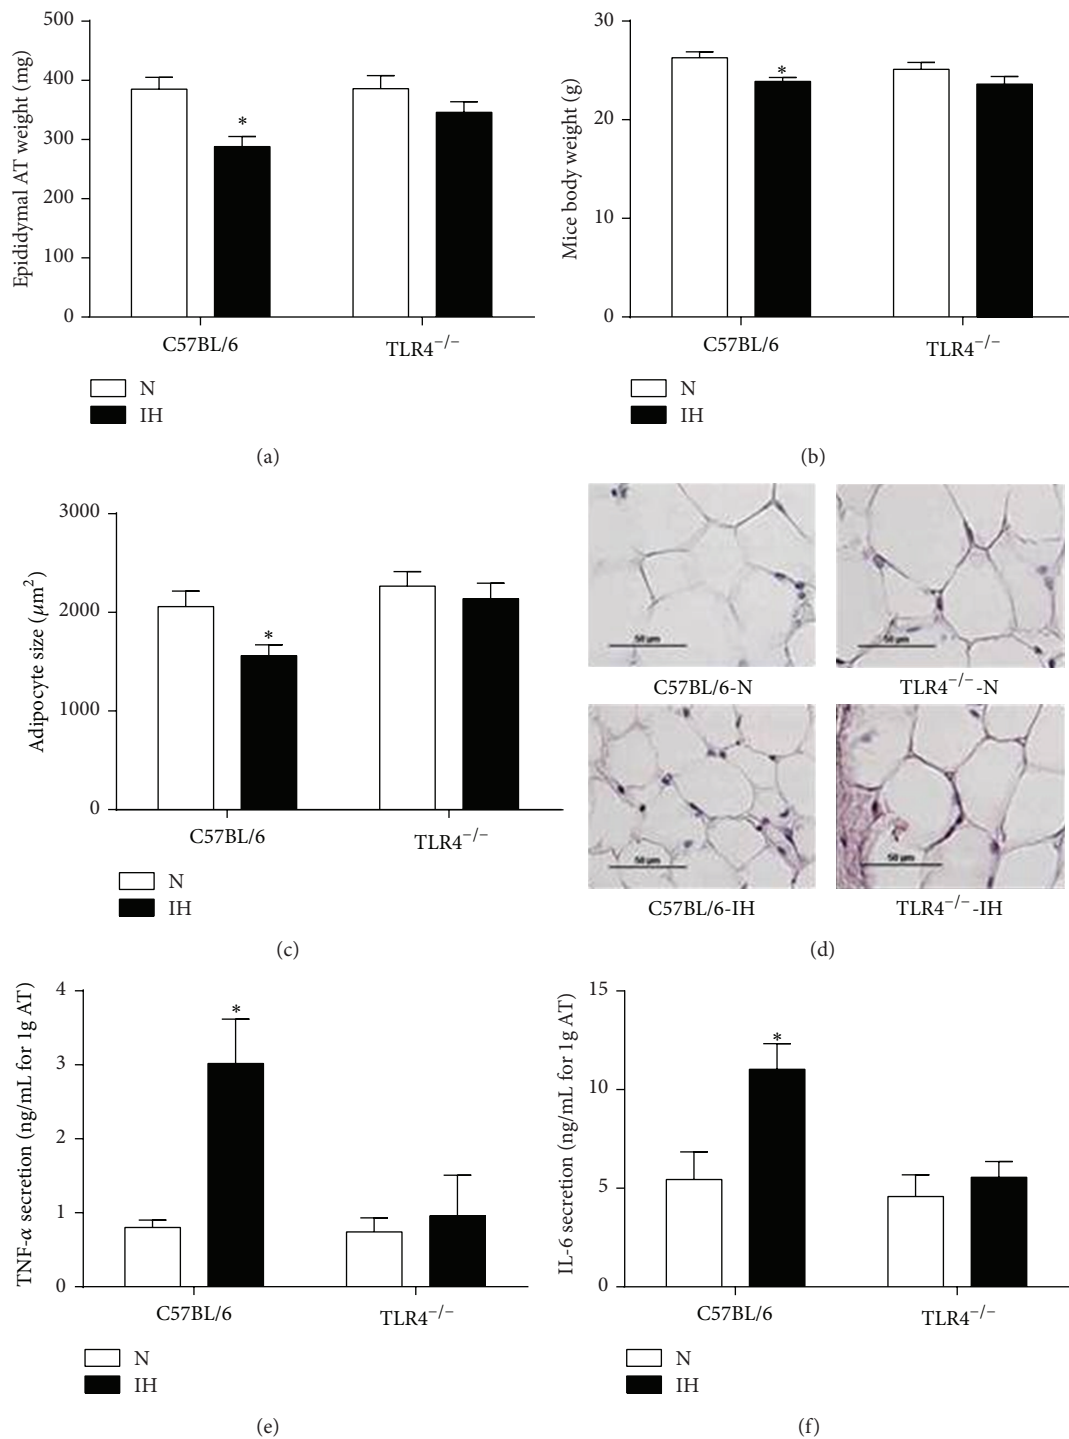 500
400
300
200
100
0
Epididymal AT weight (mg)
*
C57BL/6
TLR4−/−
N
IH
(a)
30
20
10
0
Mice body weight (g)
*
C57BL/6
TLR4−/−
N
IH
(b)
3000
2000
1000
0
Adipocyte size (μm²)
*
C57BL/6
TLR4−/−
N
IH
(c)
50 μm
50 μm
C57BL/6-N
TLR4−/−-N
50 μm
50 μm
C57BL/6-IH
TLR4−/−-IH
(d)
4
3
2
1
0
TNF-α secretion (ng/mL for 1g AT)
*
C57BL/6
TLR4−/−
N
IH
(e)
15
10
5
0
IL-6 secretion (ng/mL for 1g AT)
*
C57BL/6
TLR4−/−
N
IH
(f)